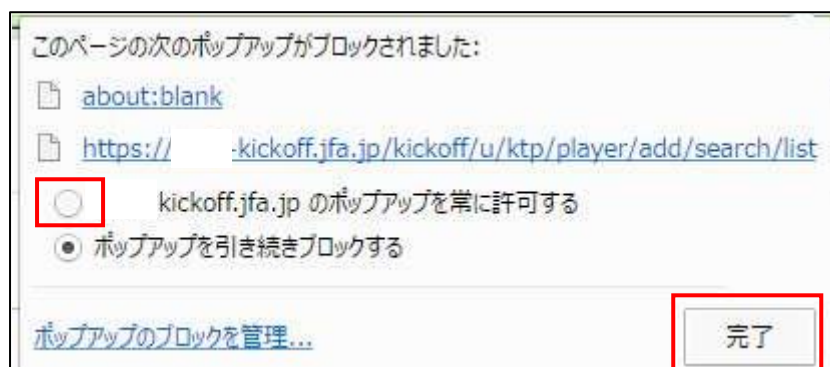 このページの次のポップアップがブロックされました:
about:blank
https:// -kickoff.jfa.jp/kickoff/u/ktp/player/add/search/list
kickoff.jfa.jp のポップアップを常に許可する
ポップアップを引き続きブロックする
ポップアップのブロックを管理...
完了